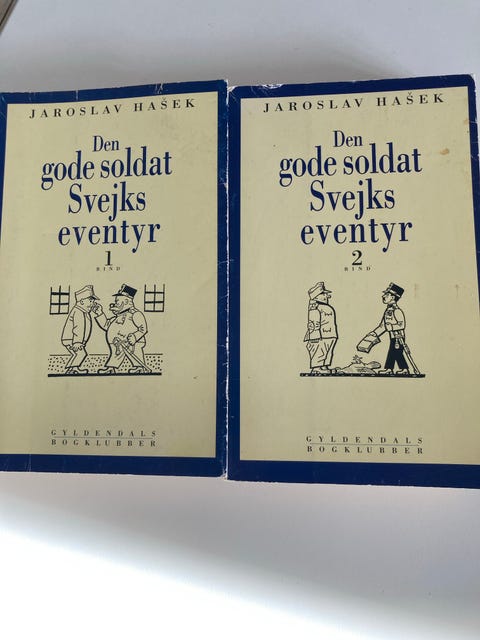 JAROSLAV HAŠEK
Den
gode soldat
Svejks
eventyr
1
BIND
GYLDENDALS
BOGKLUBBER
JAROSLAV HAŠEK
Den
gode soldat
Svejks
eventyr
2
BIND
GYLDENDALS
BOGKLUBBER